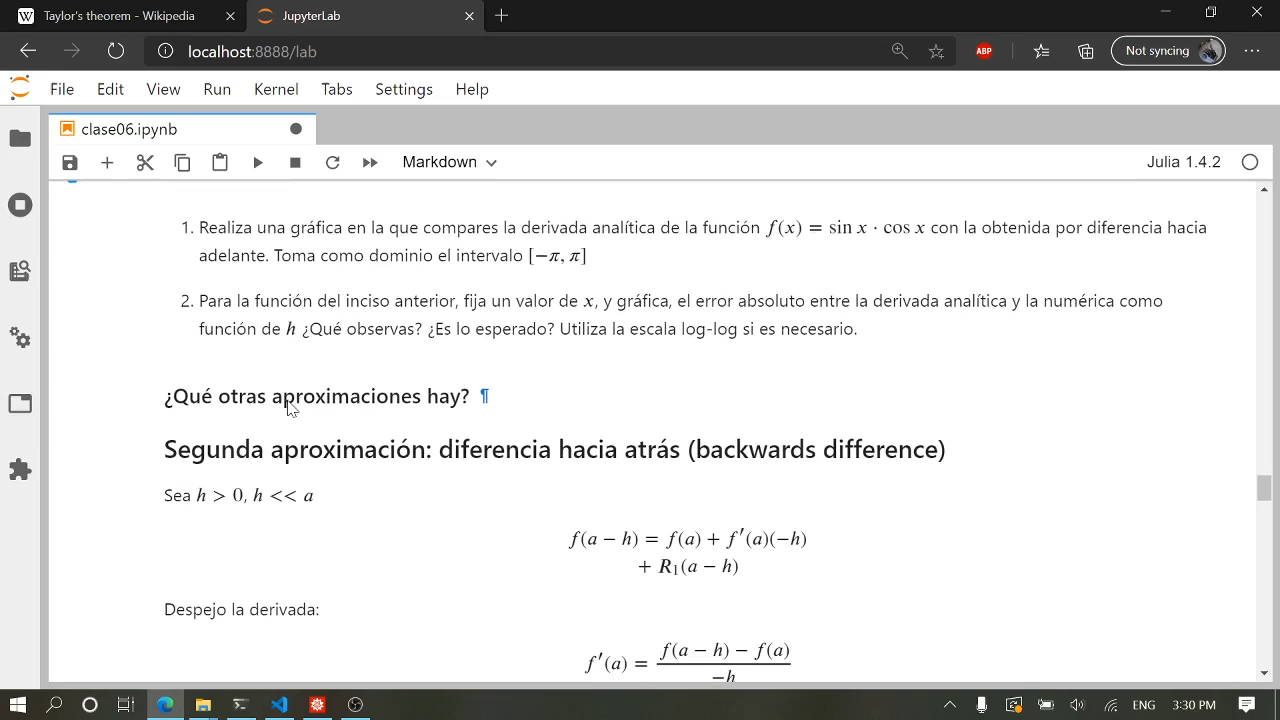 Taylor's theorem - Wikipedia
JupyterLab
localhost:8888/lab
ABP
Not syncing
File Edit View Run Kernel Tabs Settings Help
clase06.ipynb
Markdown
Julia 1.4.2
1. Realiza una gráfica en la que compares la derivada analítica de la función f(x) = sin x · cos x con la obtenida por diferencia hacia
adelante. Toma como dominio el intervalo [−π, π]
2. Para la función del inciso anterior, fija un valor de x, y gráfica, el error absoluto entre la derivada analítica y la numérica como
función de h ¿Qué observas? ¿Es lo esperado? Utiliza la escala log-log si es necesario.
¿Qué otras aproximaciones hay? ¶
Segunda aproximación: diferencia hacia atrás (backwards difference)
Sea h > 0, h << a
f(a − h) = f(a) + f′(a)(−h)
+ R₁(a − h)
Despejo la derivada:
f(a − h) − f(a)
f′(a) =
−h
ENG
3:30 PM